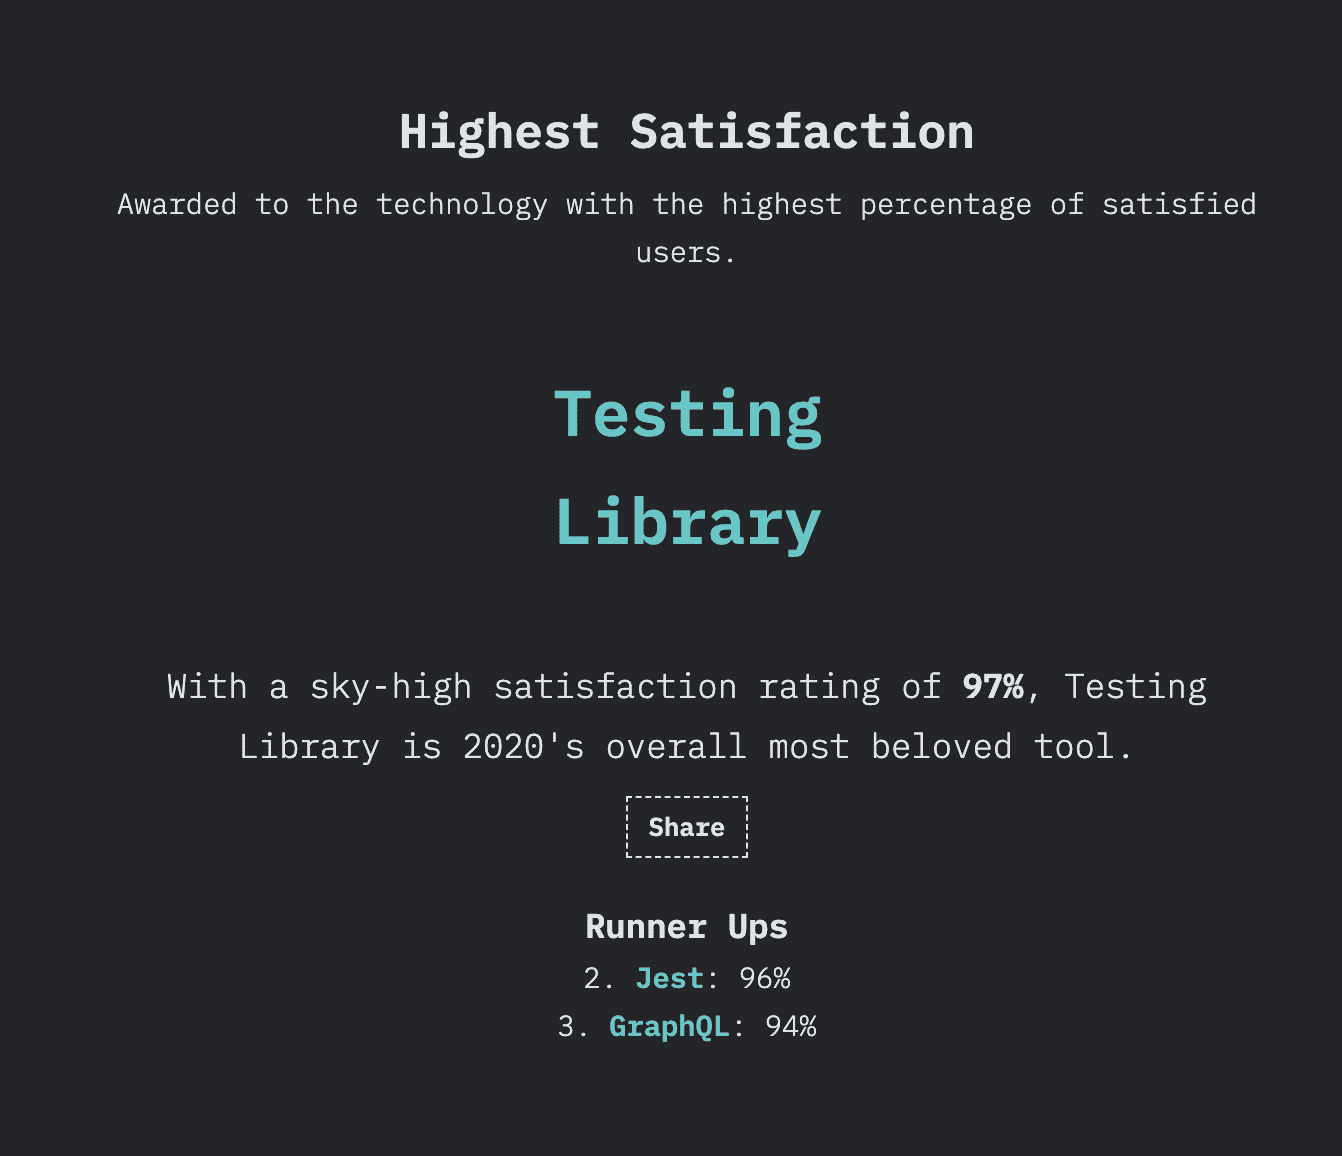 Highest Satisfaction
Awarded to the technology with the highest percentage of satisfied
users.
Testing
Library
With a sky-high satisfaction rating of 97%, Testing
Library is 2020's overall most beloved tool.
Share
Runner Ups
2. Jest: 96%
3. GraphQL: 94%